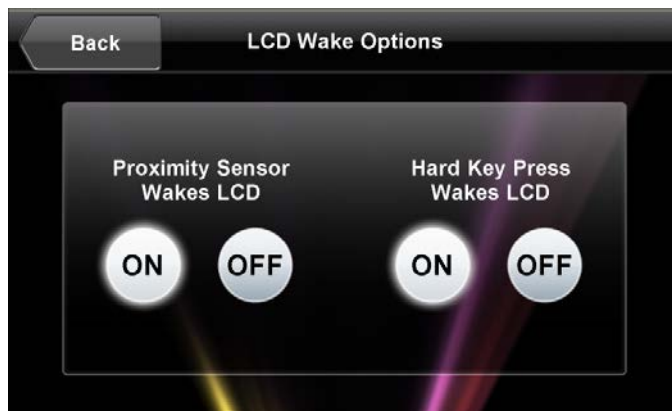 Back
LCD Wake Options
Proximity Sensor
Wakes LCD
ON
OFF
Hard Key Press
Wakes LCD
ON
OFF